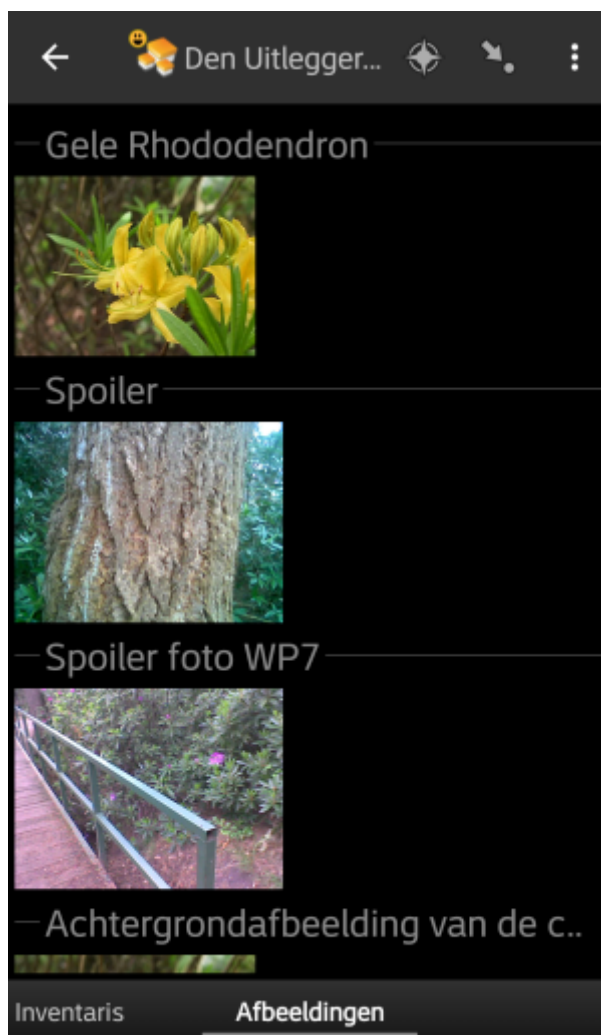 Den Uitlegger...
Gele Rhododendron
Spoiler
Spoiler foto WP7
Achtergrondafbeelding van de c..
Inventaris
Afbeeldingen